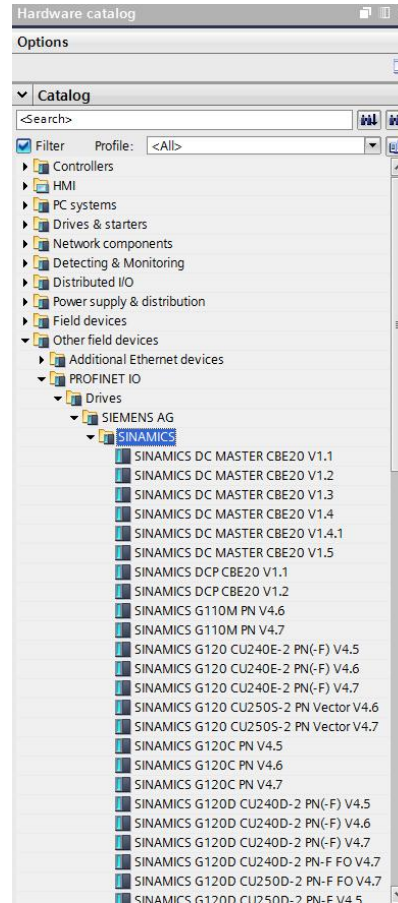 Hardware catalog
Options
Catalog
<Search>
Filter Profile: <All>
Controllers
HMI
PC systems
Drives & starters
Network components
Detecting & Monitoring
Distributed I/O
Power supply & distribution
Field devices
Other field devices
Additional Ethernet devices
PROFINET IO
Drives
SIEMENS AG
SINAMICS
SINAMICS DC MASTER CBE20 V1.1
SINAMICS DC MASTER CBE20 V1.2
SINAMICS DC MASTER CBE20 V1.3
SINAMICS DC MASTER CBE20 V1.4
SINAMICS DC MASTER CBE20 V1.4.1
SINAMICS DC MASTER CBE20 V1.5
SINAMICS DCP CBE20 V1.1
SINAMICS DCP CBE20 V1.2
SINAMICS G110M PN V4.6
SINAMICS G110M PN V4.7
SINAMICS G120 CU240E-2 PN(-F) V4.5
SINAMICS G120 CU240E-2 PN(-F) V4.6
SINAMICS G120 CU240E-2 PN(-F) V4.7
SINAMICS G120 CU250S-2 PN Vector V4.6
SINAMICS G120 CU250S-2 PN Vector V4.7
SINAMICS G120C PN V4.5
SINAMICS G120C PN V4.6
SINAMICS G120C PN V4.7
SINAMICS G120D CU240D-2 PN(-F) V4.5
SINAMICS G120D CU240D-2 PN(-F) V4.6
SINAMICS G120D CU240D-2 PN(-F) V4.7
SINAMICS G120D CU240D-2 PN-F FO V4.7
SINAMICS G120D CU250D-2 PN-F FO V4.7
SINAMICS G120D CU250D-2 PN-F V4.5